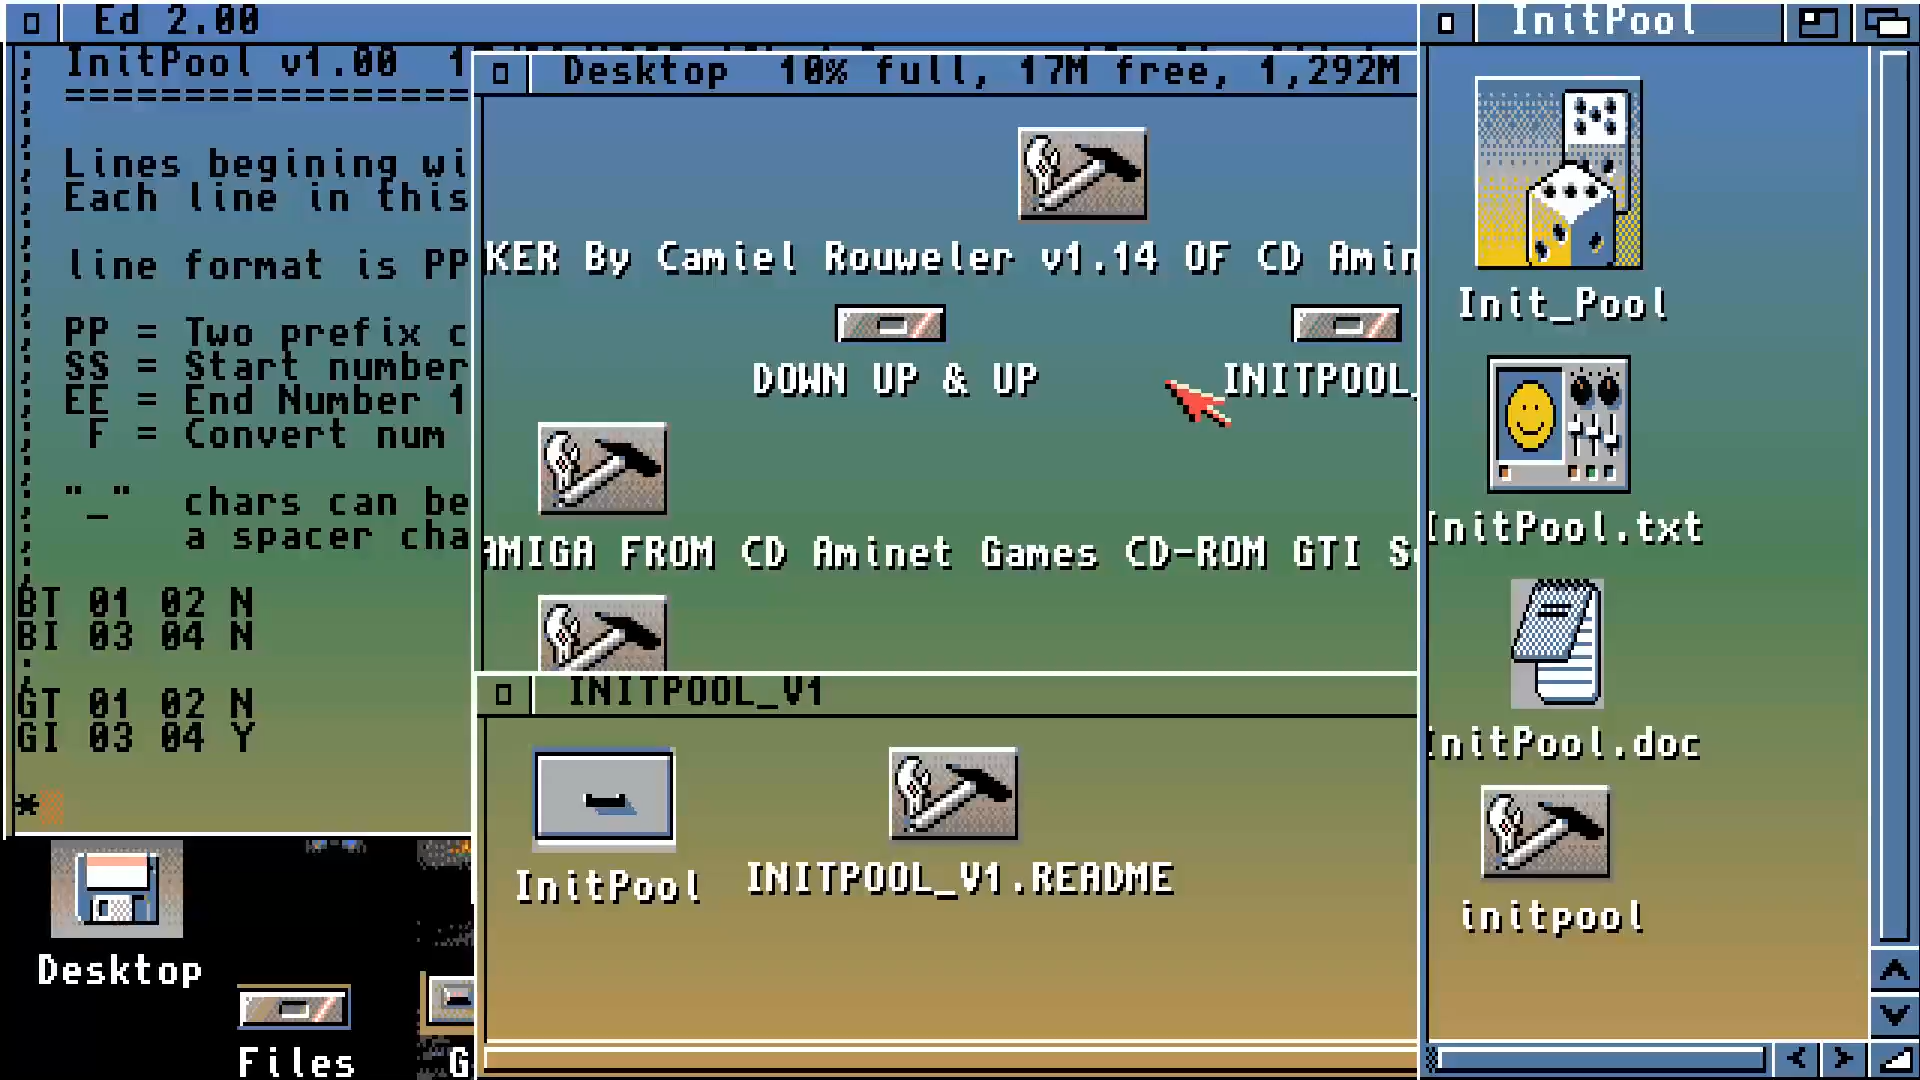 Ed 2.00
InitPool v1.00 1
==================
Lines begining wi
Each line in this
line format is PP
PP = Two prefix c
SS = Start number
EE = End Number 1
F = Convert num
"_" chars can be
a spacer cha
BT 01 02 N
BI 03 04 N
;
GT 01 02 N
GI 03 04 Y
*
Desktop
Files
G
Desktop 10% full, 17M free, 1,292M
KER By Camiel Rouweler v1.14 OF CD Amin
DOWN UP & UP
INITPOOL_
AMIGA FROM CD Aminet Games CD-ROM GTI S
INITPOOL_V1
InitPool
INITPOOL_V1.README
InitPool
Init_Pool
InitPool.txt
InitPool.doc
initpool